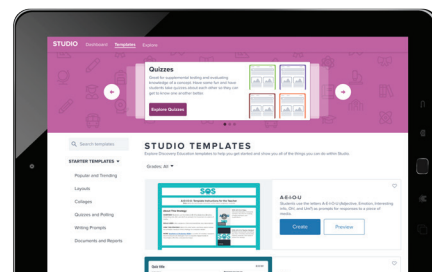 STUDIO Dashboard Templates Explore
Quizzes
Great for supplemental testing and evaluating
knowledge of a concept. Have some fun and have
students take quizzes about each other so they can
get to know one another better.
Explore Quizzes
Search templates
STUDIO TEMPLATES
Explore Discovery Education templates to help you get started and show you all of the things you can do within Studio.
STARTER TEMPLATES
Grades: All
Popular and Trending
Layouts
Collages
Quizzes and Polling
Writing Prompts
Documents and Reports
SOS
A-E-I-O-U
Students use the letters A-E-I-O-U (Adjective, Emotion, Interesting
info, Oh!, and Um?) as prompts for responses to a piece of
media.
Create
Preview
Quiz title